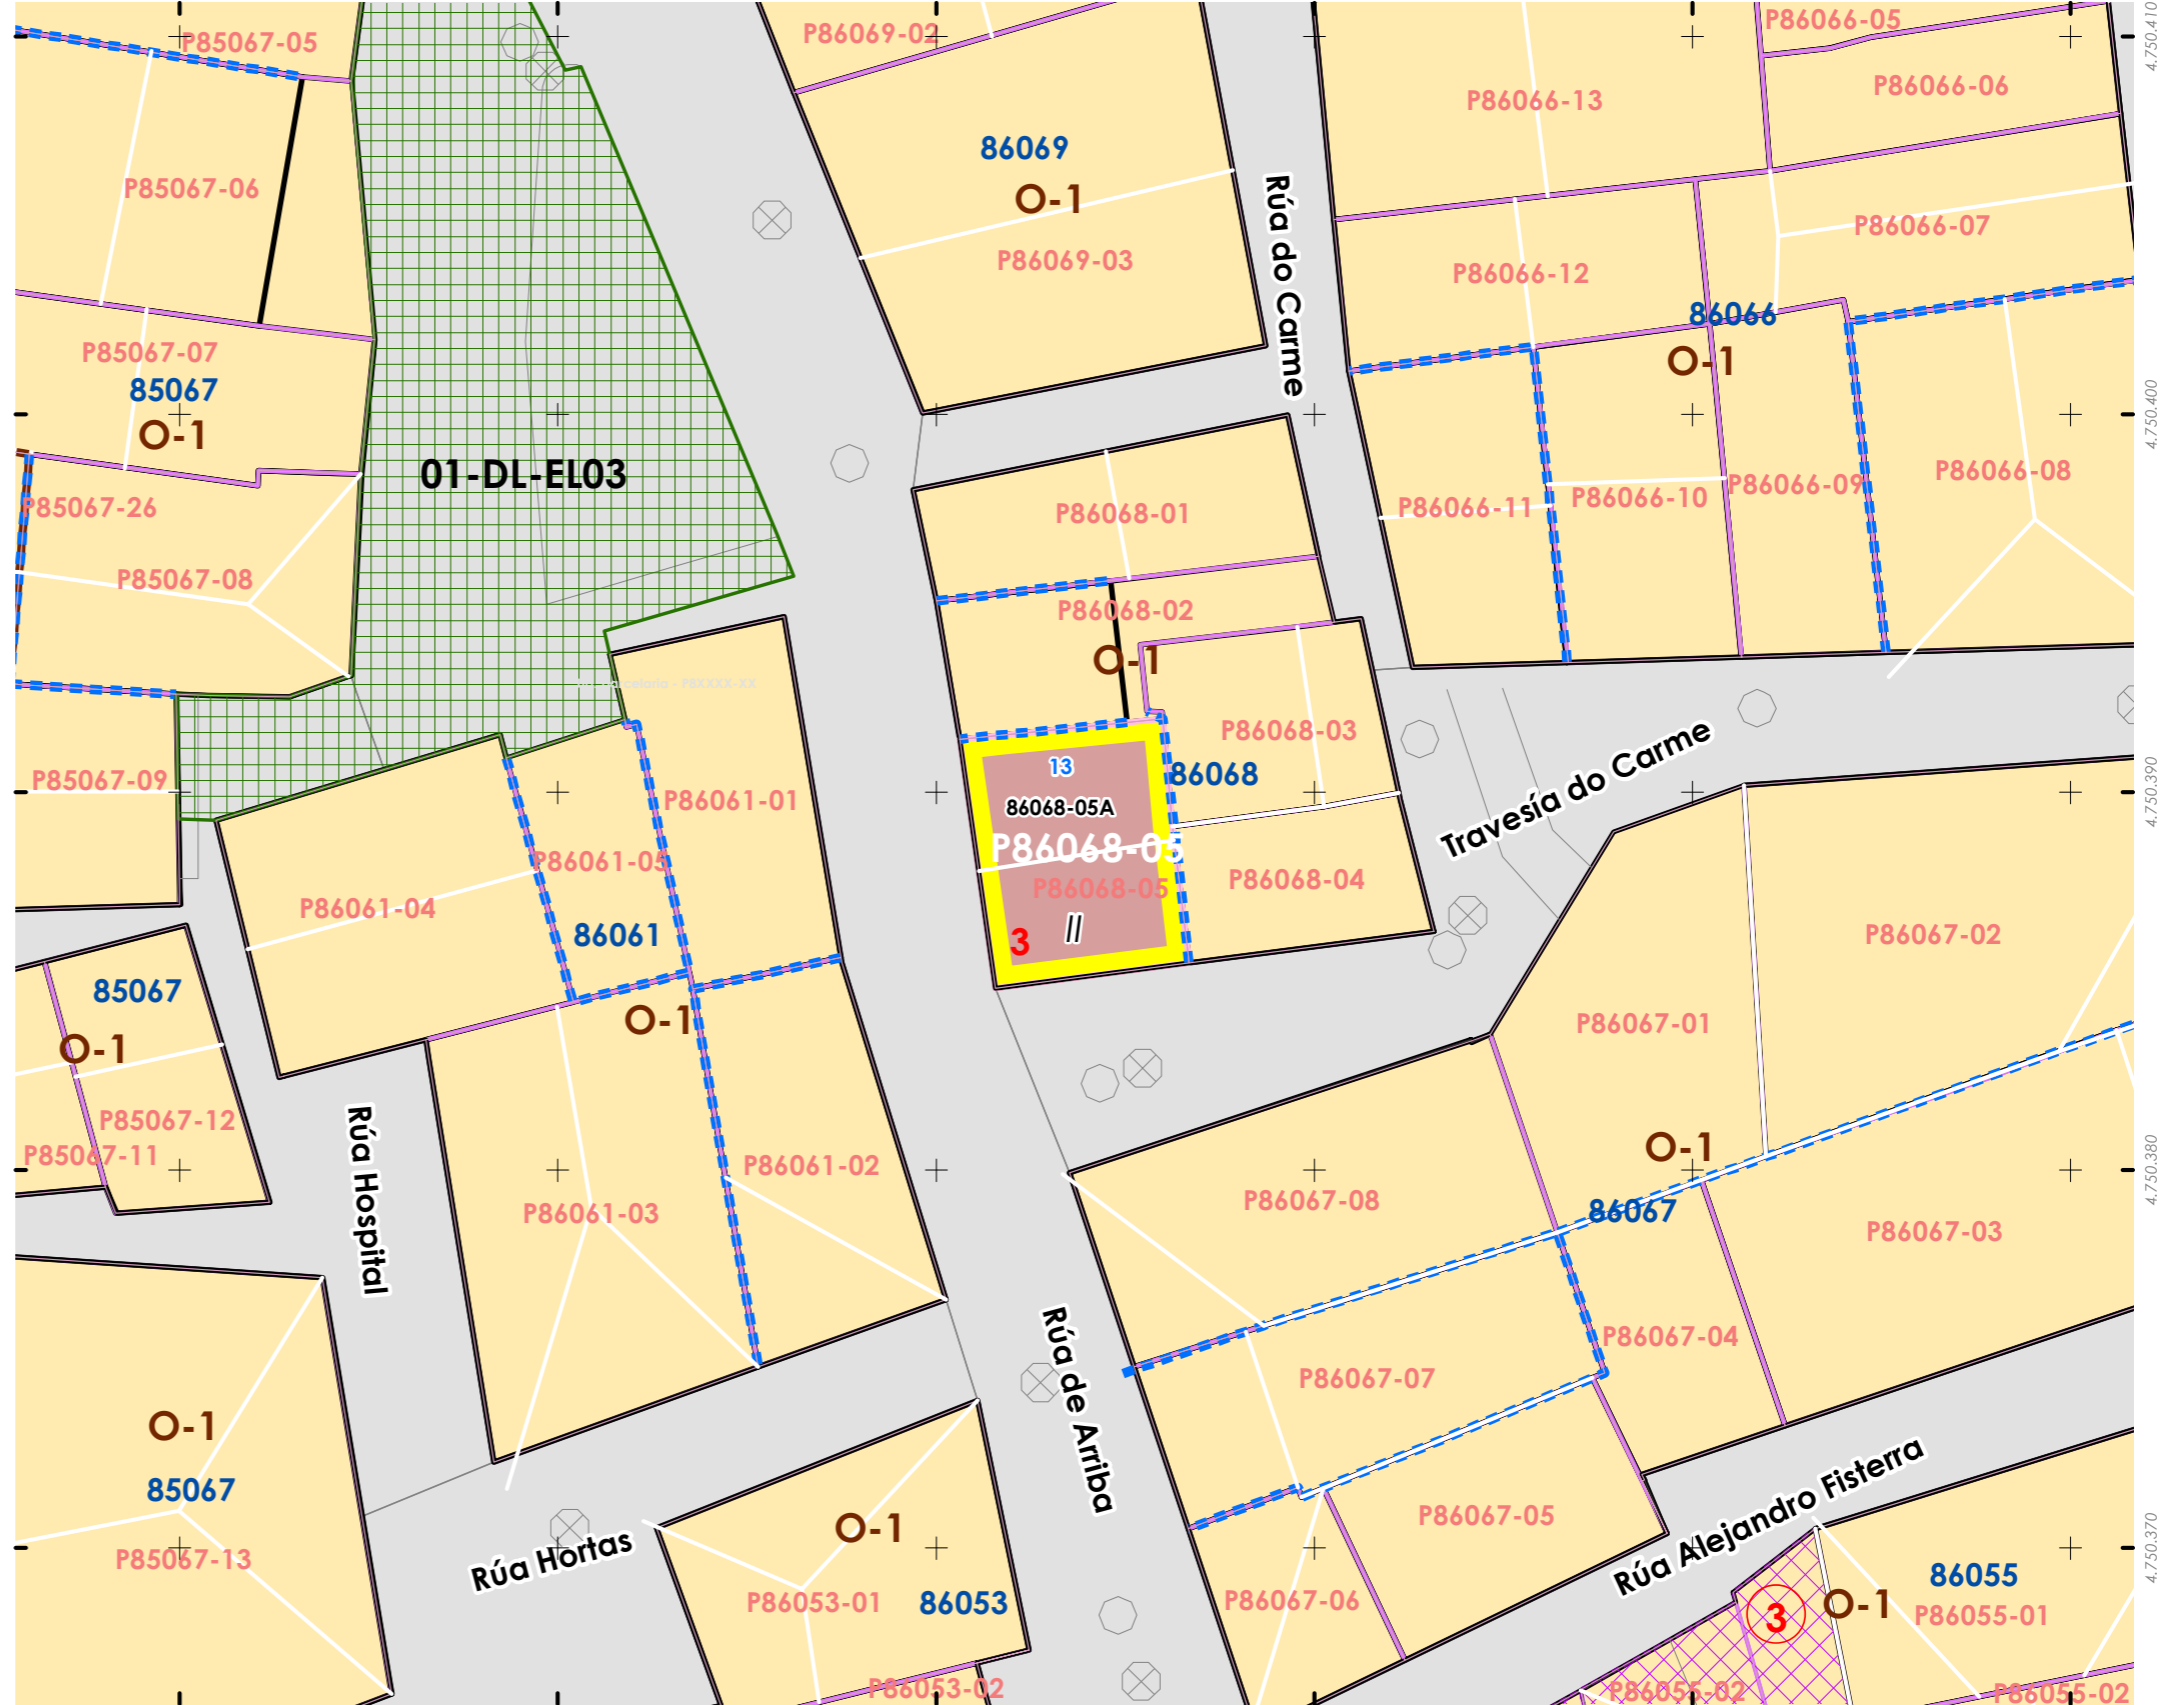 P85067-05
P86069-02
P86066-05
4.750.410
P86066-13
P86066-06
86069
O-1
P86069-03
Rúa do Carme
P85067-06
P86066-07
P86066-12
86066
O-1
P85067-07
85067
O-1
4.750.400
01-DL-EL03
P85067-26
P85067-08
P86068-01
P86066-11
P86066-10
P86066-09
P86066-08
P86068-02
O-1
P86068-03
86068
Travesía do Carme
13
86068-05A
P86068-05
P86068-05
3
II
P86068-04
4.750.390
P85067-09
P86061-01
P86061-05
P86061-04
86061
O-1
P86067-02
P86067-01
85067
O-1
P85067-12
P85067-11
Rúa Hospital
P86061-02
P86061-03
O-1
86067
P86067-08
P86067-03
4.750.380
P86067-04
P86067-07
Rúa de Arriba
O-1
85067
P85067-13
Rúa Hortas
O-1
P86053-01
86053
P86053-02
P86067-05
P86067-06
Rúa Alejandro Fisterra
4.750.370
86055
O-1
P86055-01
3
P86055-02
P86055-02